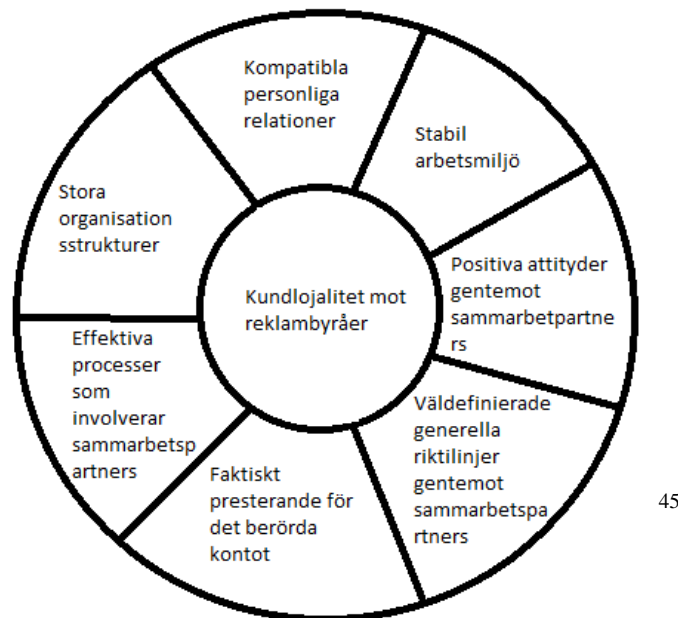 Kompatibla
personliga
relationer
Stabil
arbetsmiljö
Positiva attityder
gentemot
sammarbetpartne
rs
Väldefinierade
generella
riktilinjer
gentemot
sammarbetspa
rtners
Faktiskt
presterande för
det berörda
kontot
Effektiva
processer
som
involverar
sammarbetsp
artners
Stora
organisation
sstrukturer
Kundlojalitet mot
reklambyråer
45